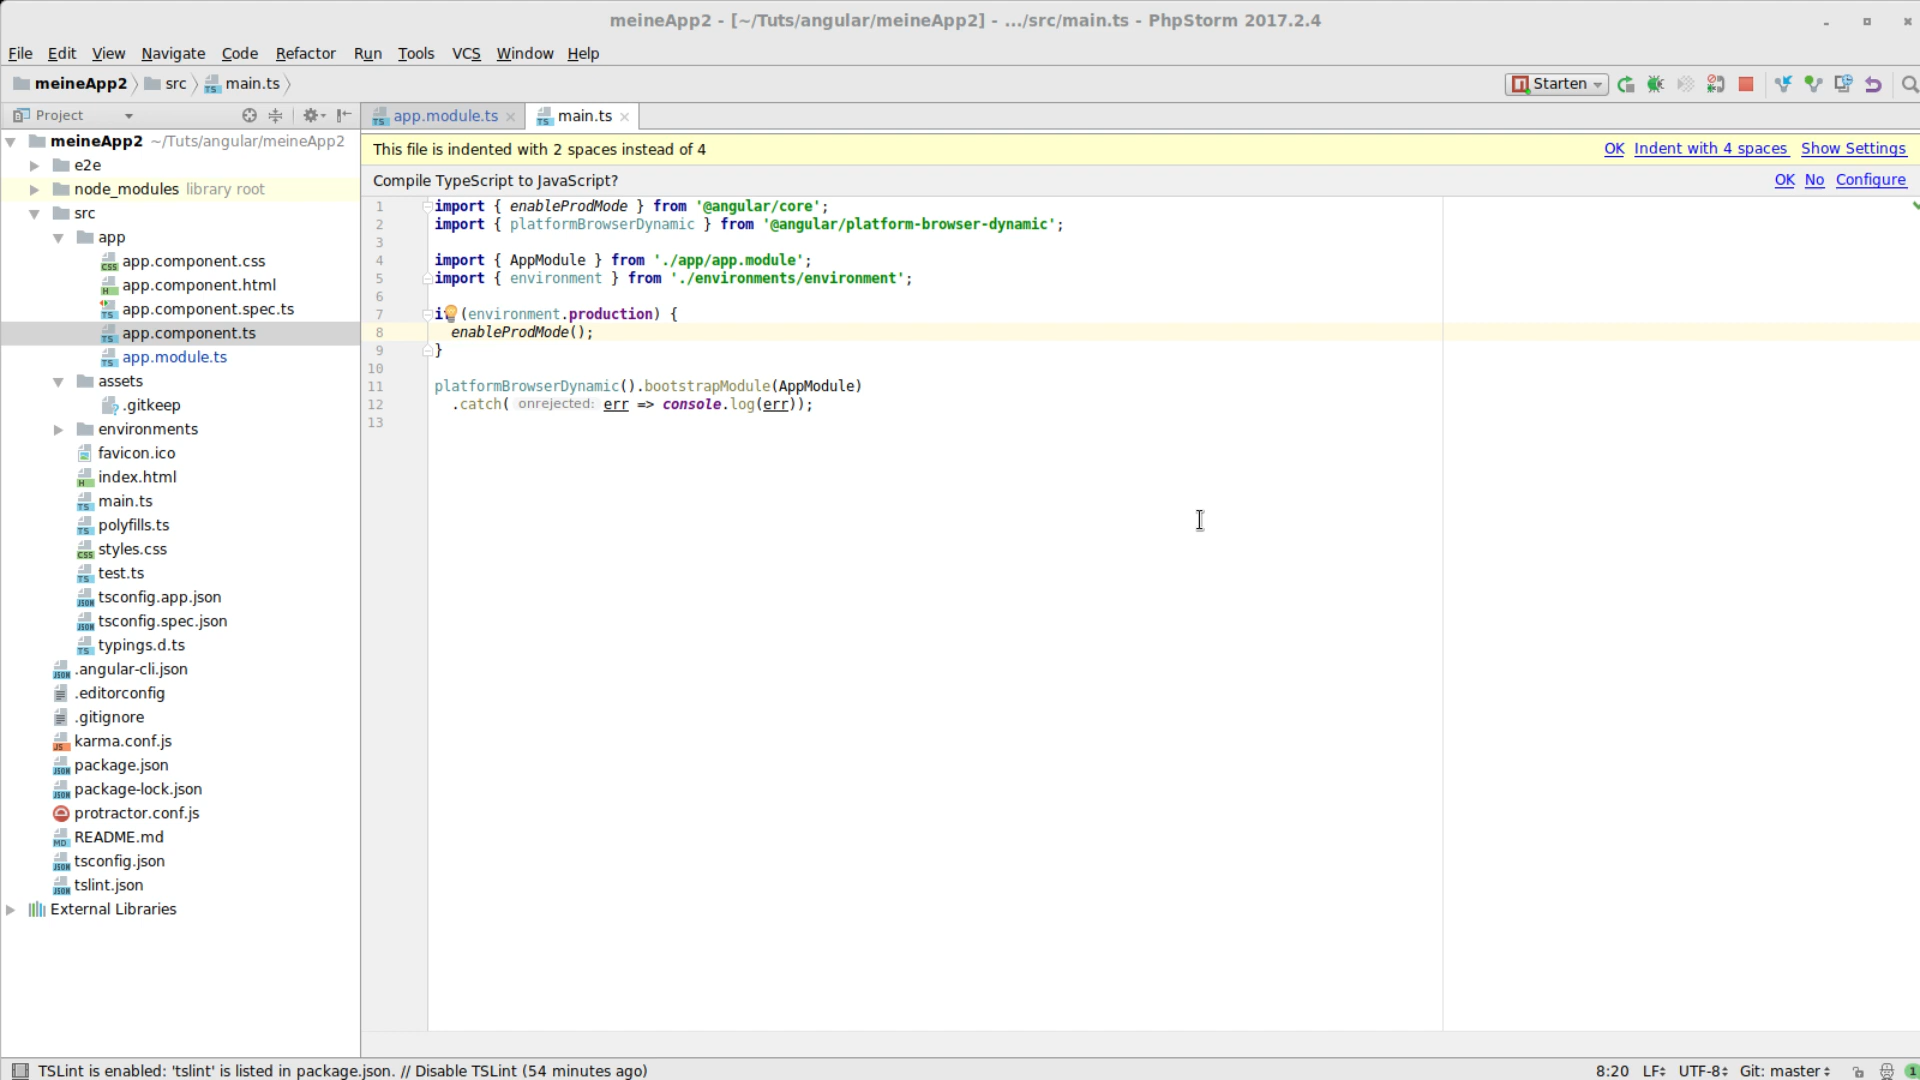 meineApp2 - [~/Tuts/angular/meineApp2] - .../src/main.ts - PhpStorm 2017.2.4
File Edit View Navigate Code Refactor Run Tools VCS Window Help
meineApp2 src main.ts Starten
Project
app.module.ts main.ts
meineApp2 ~/Tuts/angular/meineApp2
e2e
node_modules library root
src
app
app.component.css
app.component.html
app.component.spec.ts
app.component.ts
app.module.ts
assets
.gitkeep
environments
favicon.ico
index.html
main.ts
polyfills.ts
styles.css
test.ts
tsconfig.app.json
tsconfig.spec.json
typings.d.ts
.angular-cli.json
.editorconfig
.gitignore
karma.conf.js
package.json
package-lock.json
protractor.conf.js
README.md
tsconfig.json
tslint.json
External Libraries
This file is indented with 2 spaces instead of 4 OK Indent with 4 spaces Show Settings
Compile TypeScript to JavaScript? OK No Configure
1 import { enableProdMode } from '@angular/core';
2 import { platformBrowserDynamic } from '@angular/platform-browser-dynamic';
3
4 import { AppModule } from './app/app.module';
5 import { environment } from './environments/environment';
6
7 i (environment.production) {
8 enableProdMode();
9 }
10
11 platformBrowserDynamic().bootstrapModule(AppModule)
12 .catch( onrejected: err => console.log(err));
13
TSLint is enabled: 'tslint' is listed in package.json. // Disable TSLint (54 minutes ago) 8:20 LF UTF-8 Git: master 1